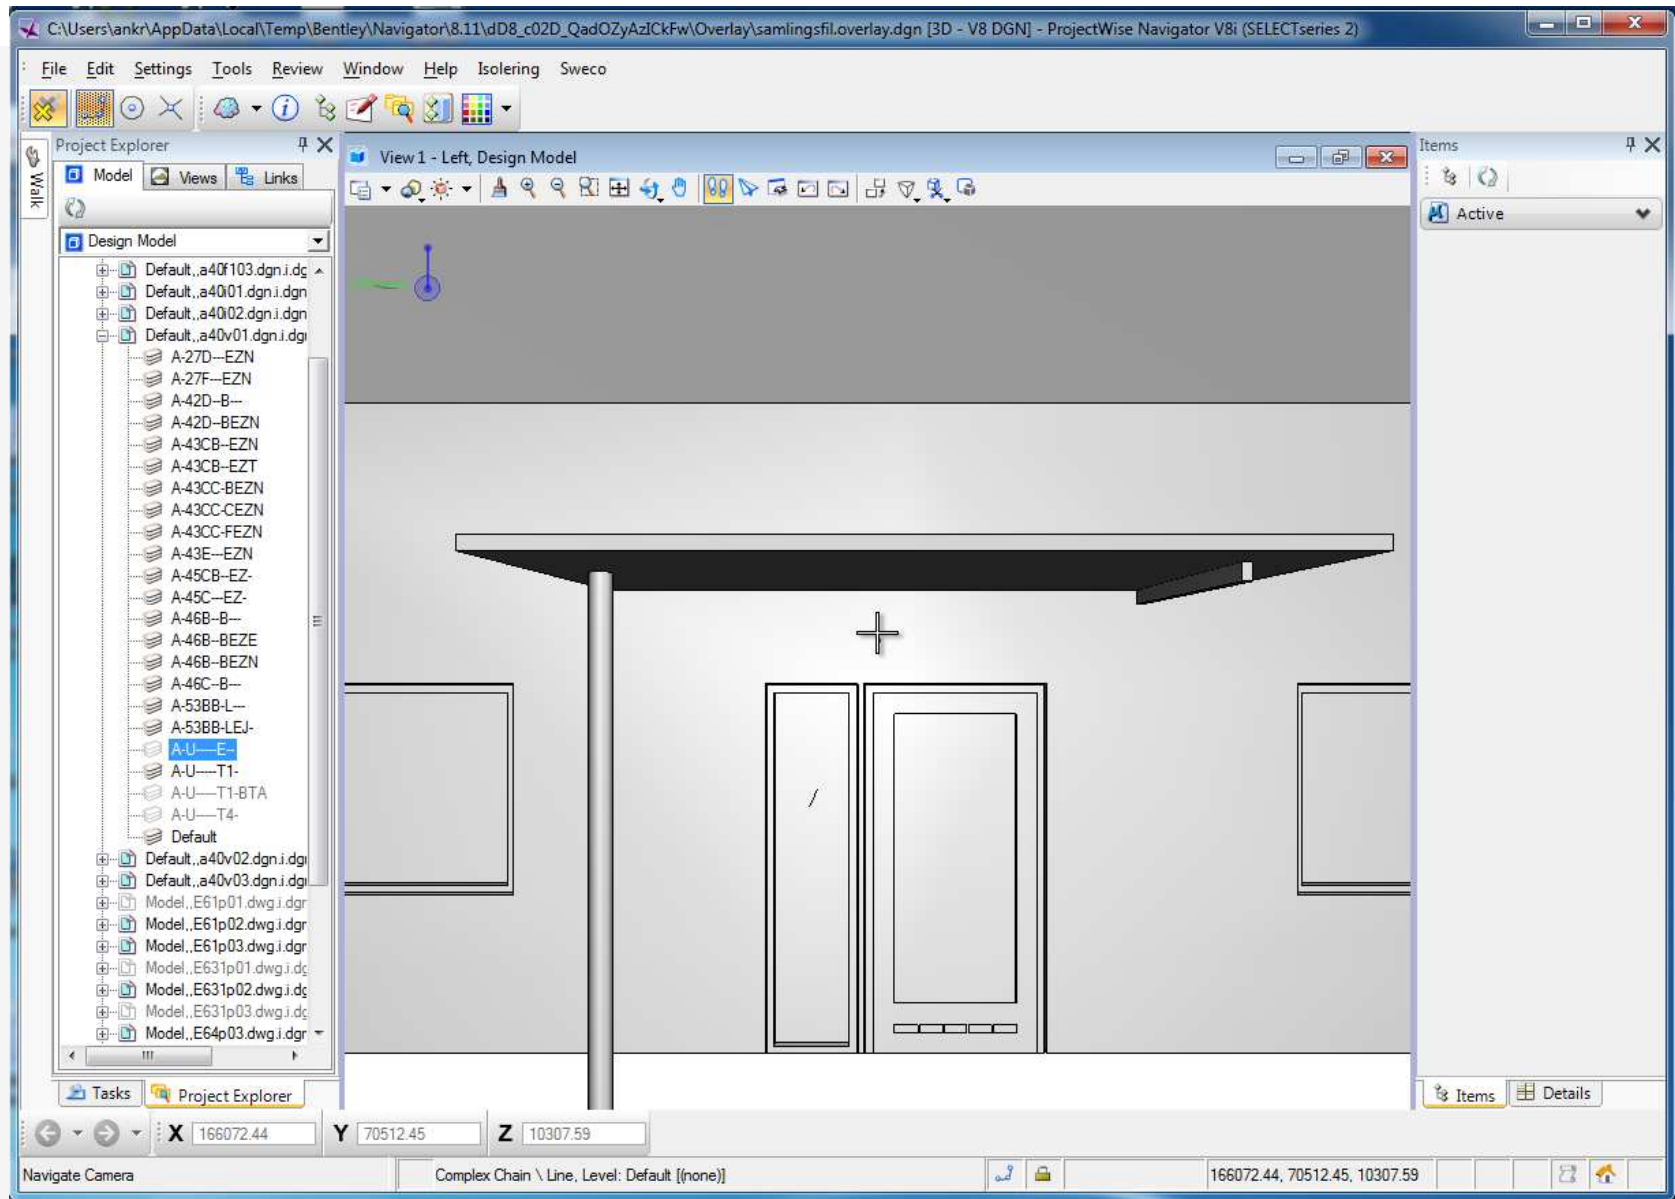 C:\Users\ankr\AppData\Local\Temp\Bentley\Navigator\8.11\dD8_c02D_QadOZyAzICkFw\Overlay\samlingsfil.overlay.dgn [3D - V8 DGN] - ProjectWise Navigator V8i (SELECTseries 2)
File Edit Settings Tools Review Window Help Isolering Sweco
Project Explorer
Walk
Model Views Links
Design Model
Default,,a40f103.dgn.i.dg
Default,,a40i01.dgn.i.dgn
Default,,a40i02.dgn.i.dgn
Default,,a40v01.dgn.i.dgn
A-27D---EZN
A-27F---EZN
A-42D--B---
A-42D--BEZN
A-43CB--EZN
A-43CB--EZT
A-43CC-BEZN
A-43CC-CEZN
A-43CC-FEZN
A-43E---EZN
A-45CB--EZ-
A-45C---EZ-
A-46B--B---
A-46B--BEZE
A-46B--BEZN
A-46C--B---
A-53BB-L---
A-53BB-LEJ-
A-U-----E--
A-U-----T1-
A-U-----T1-BTA
A-U-----T4-
Default
Default,,a40v02.dgn.i.dgn
Default,,a40v03.dgn.i.dgn
Model,,E61p01.dwg.i.dgr
Model,,E61p02.dwg.i.dgr
Model,,E61p03.dwg.i.dgr
Model,,E631p01.dwg.i.dg
Model,,E631p02.dwg.i.dg
Model,,E631p03.dwg.i.dg
Model,,E64p03.dwg.i.dgr
Tasks Project Explorer
View 1 - Left, Design Model
Items
Active
Items Details
X 166072.44 Y 70512.45 Z 10307.59
Navigate Camera Complex Chain \ Line, Level: Default [(none)] 166072.44, 70512.45, 10307.59